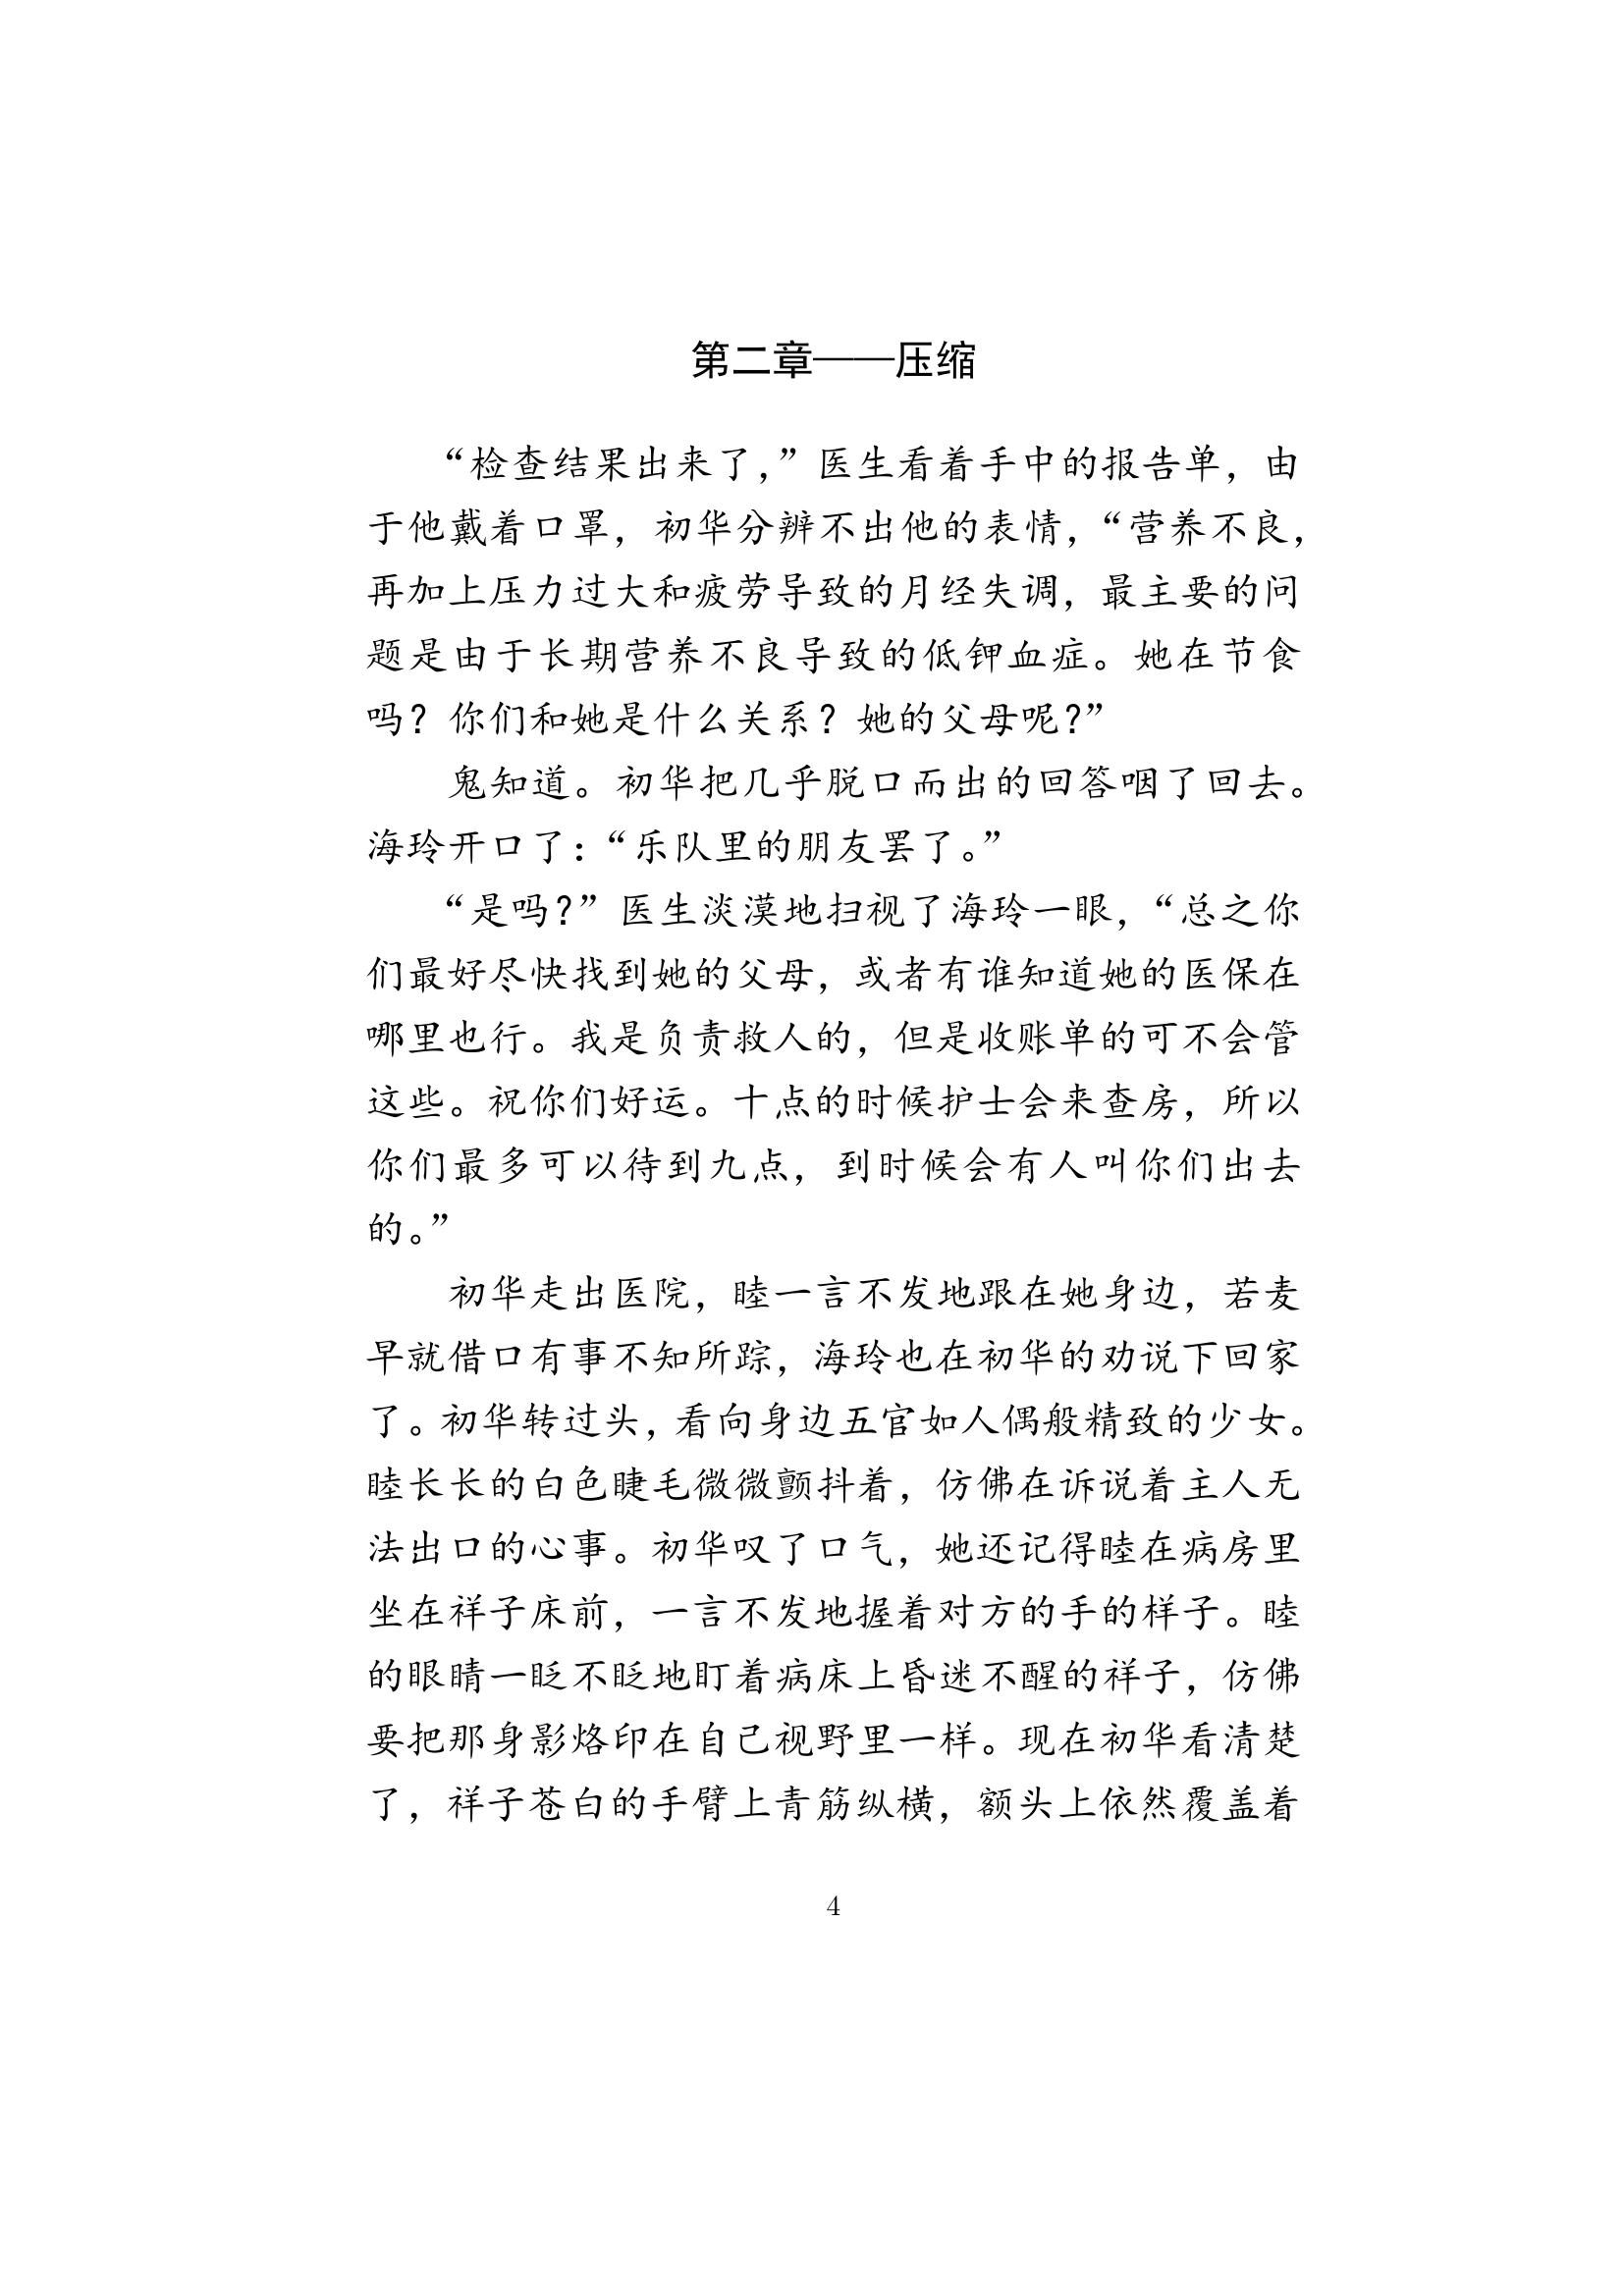 第二章——压缩
“检查结果出来了，”医生看着手中的报告单，由
于他戴着口罩，初华分辨不出他的表情，“营养不良，
再加上压力过大和疲劳导致的月经失调，最主要的问
题是由于长期营养不良导致的低钾血症。她在节食
吗？你们和她是什么关系？她的父母呢？”
鬼知道。初华把几乎脱口而出的回答咽了回去。
海玲开口了：“乐队里的朋友罢了。”
“是吗？”医生淡漠地扫视了海玲一眼，“总之你
们最好尽快找到她的父母，或者有谁知道她的医保在
哪里也行。我是负责救人的，但是收账单的可不会管
这些。祝你们好运。十点的时候护士会来查房，所以
你们最多可以待到九点，到时候会有人叫你们出去
的。”
初华走出医院，睦一言不发地跟在她身边，若麦
早就借口有事不知所踪，海玲也在初华的劝说下回家
了。初华转过头，看向身边五官如人偶般精致的少女。
睦长长的白色睫毛微微颤抖着，仿佛在诉说着主人无
法出口的心事。初华叹了口气，她还记得睦在病房里
坐在祥子床前，一言不发地握着对方的手的样子。睦
的眼睛一眨不眨地盯着病床上昏迷不醒的祥子，仿佛
要把那身影烙印在自己视野里一样。现在初华看清楚
了，祥子苍白的手臂上青筋纵横，额头上依然覆盖着
4